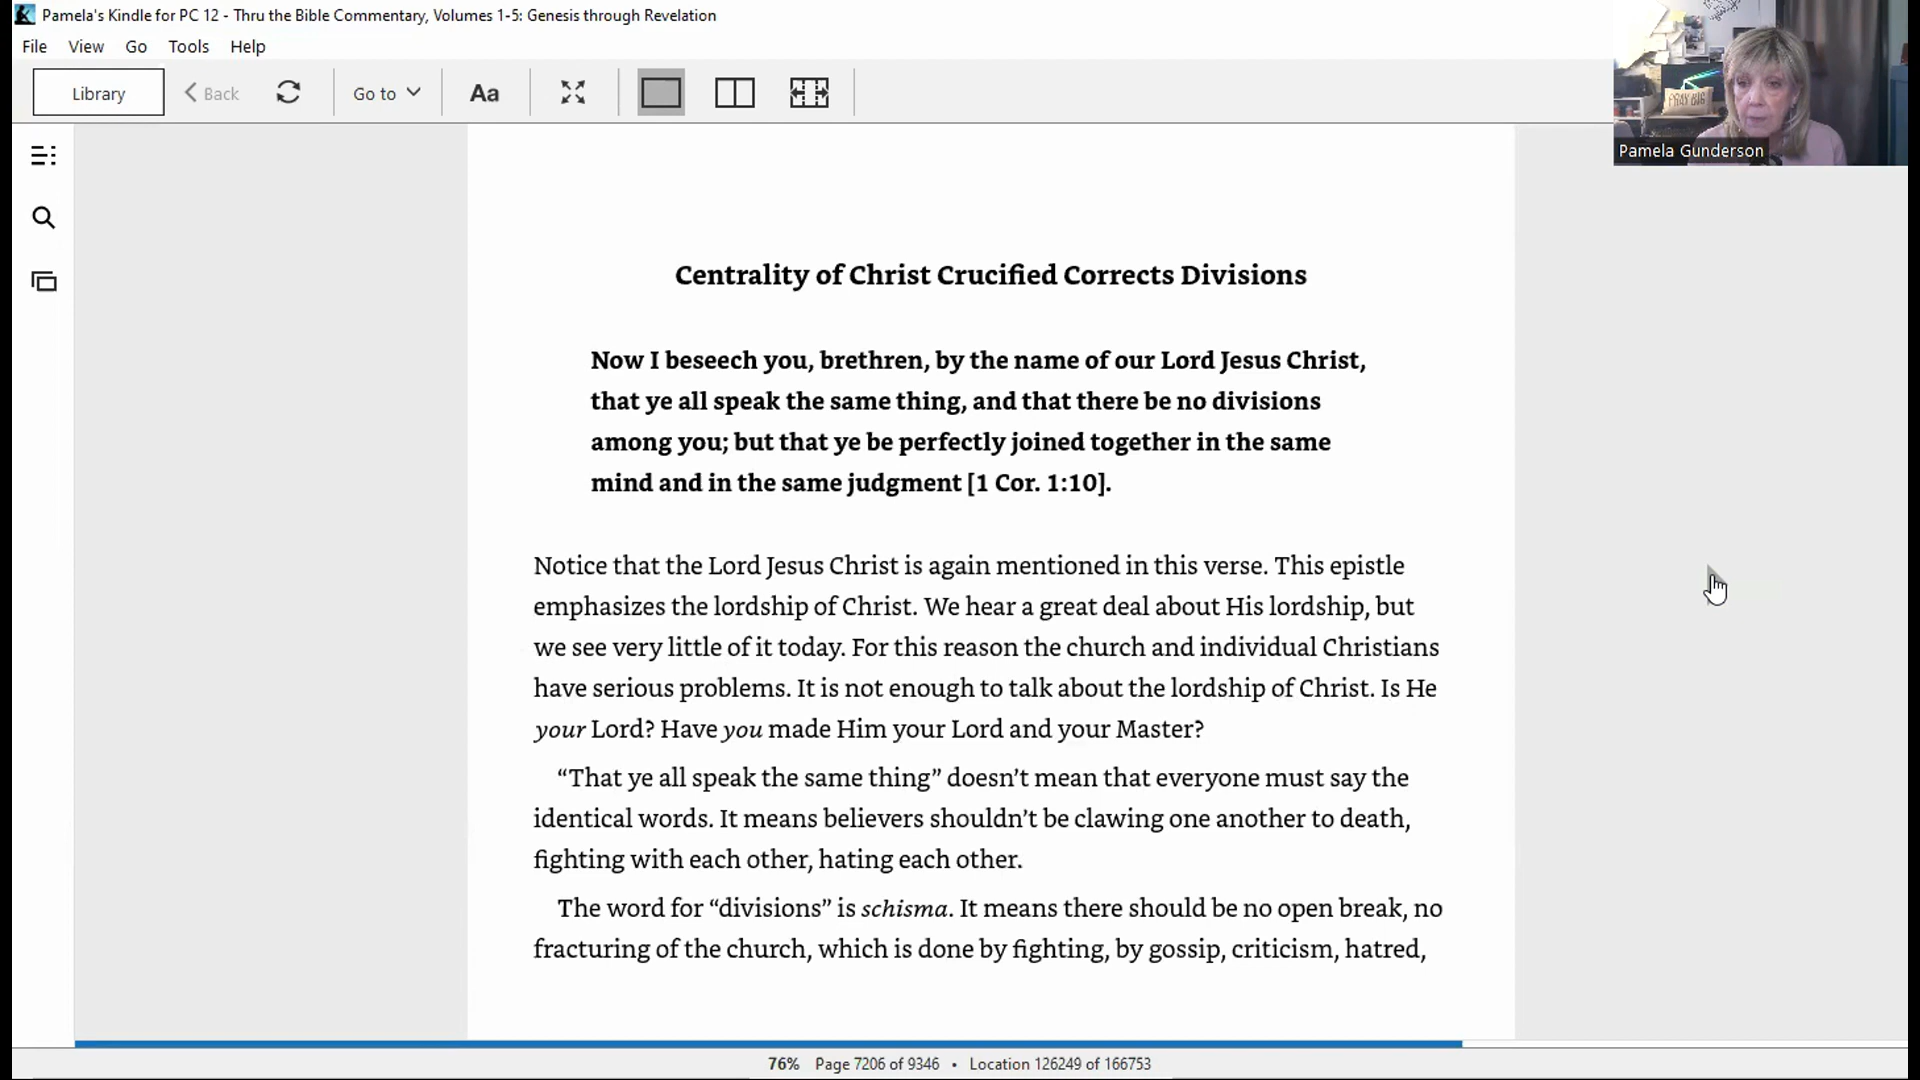 Pamela's Kindle for PC 12 - Thru the Bible Commentary, Volumes 1-5: Genesis through Revelation
File View Go Tools Help
Library Back Go to Aa
PRAY BIG
Pamela Gunderson
Centrality of Christ Crucified Corrects Divisions
Now I beseech you, brethren, by the name of our Lord Jesus Christ,
that ye all speak the same thing, and that there be no divisions
among you; but that ye be perfectly joined together in the same
mind and in the same judgment [1 Cor. 1:10].
Notice that the Lord Jesus Christ is again mentioned in this verse. This epistle
emphasizes the lordship of Christ. We hear a great deal about His lordship, but
we see very little of it today. For this reason the church and individual Christians
have serious problems. It is not enough to talk about the lordship of Christ. Is He
your Lord? Have you made Him your Lord and your Master?
“That ye all speak the same thing” doesn’t mean that everyone must say the
identical words. It means believers shouldn’t be clawing one another to death,
fighting with each other, hating each other.
The word for “divisions” is schisma. It means there should be no open break, no
fracturing of the church, which is done by fighting, by gossip, criticism, hatred,
76% Page 7206 of 9346 • Location 126249 of 166753